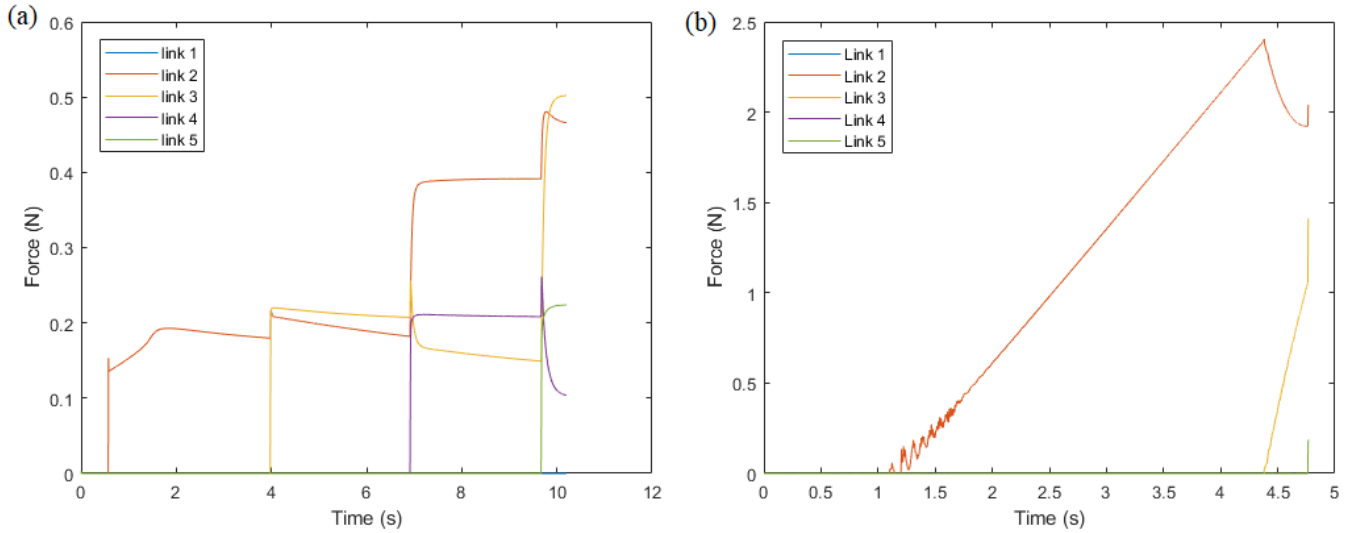 (a)
0.6
0.5
0.4
0.3
0.2
0.1
0
Force (N)
link 1
link 2
link 3
link 4
link 5
0 2 4 6 8 10 12
Time (s)
(b)
2.5
2
1.5
1
0.5
0
Force (N)
Link 1
Link 2
Link 3
Link 4
Link 5
0 0.5 1 1.5 2 2.5 3 3.5 4 4.5 5
Time (s)